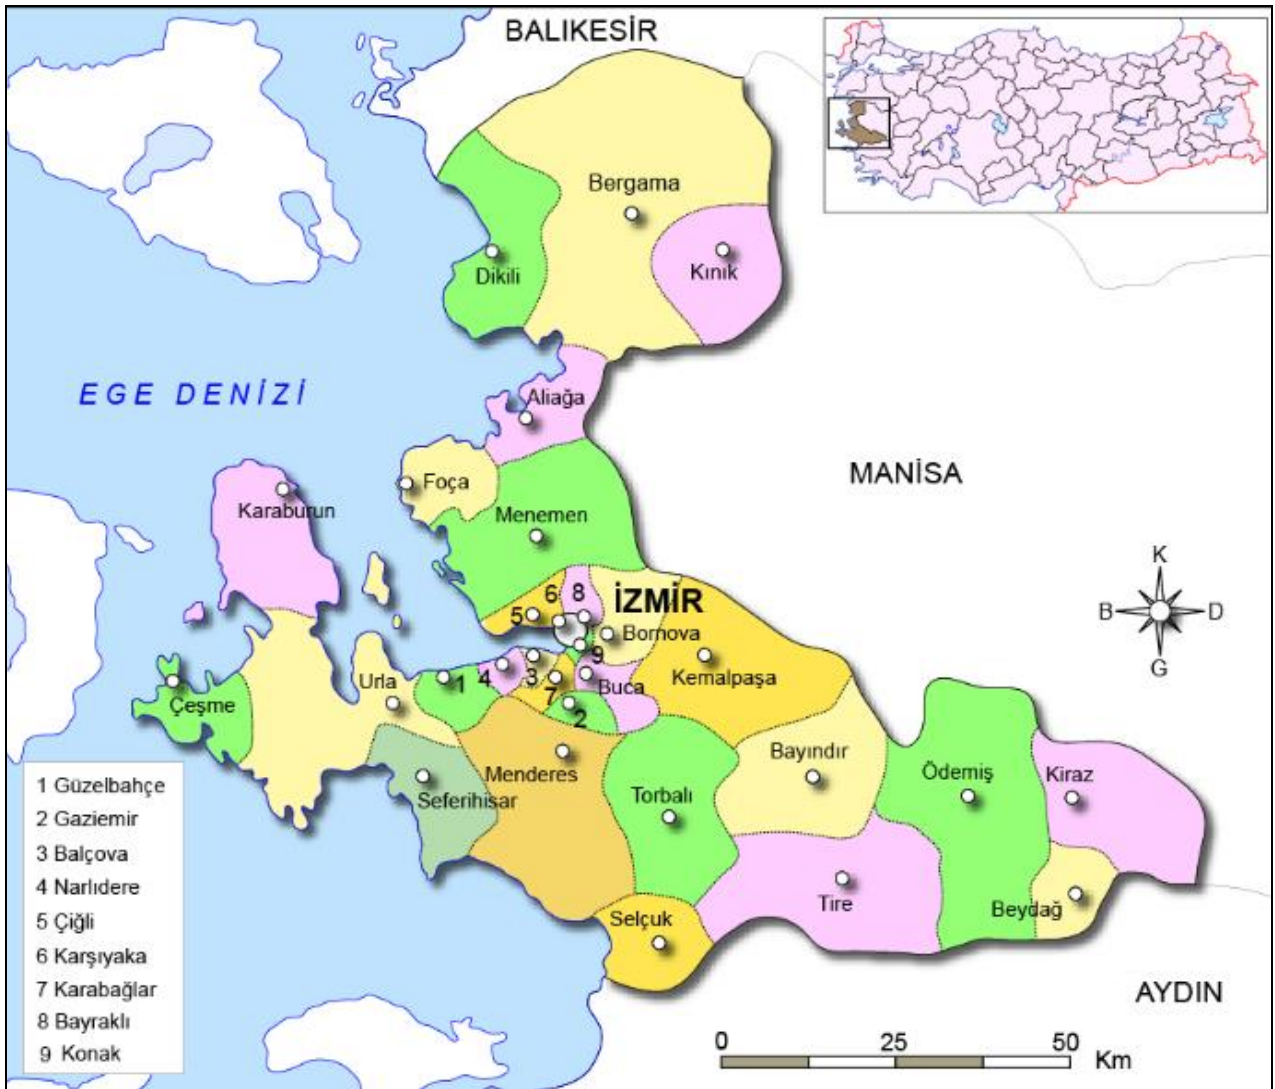 BALIKESİR
Bergama
Dikili
Kınık
EGE DENİZİ
Aliağa
MANİSA
Foça
Karaburun
Menemen
K
B
D
G
6
8
İZMİR
5
Bornova
9
Urla
1
4
3
7
Buca
Kemalpaşa
Çeşme
2
Menderes
Bayındır
Ödemiş
Kiraz
Seferihisar
Torbalı
Tire
Beydağ
Selçuk
AYDIN
1 Güzelbahçe
2 Gaziemir
3 Balçova
4 Narlıdere
5 Çiğli
6 Karşıyaka
7 Karabağlar
8 Bayraklı
9 Konak
0 25 50
Km